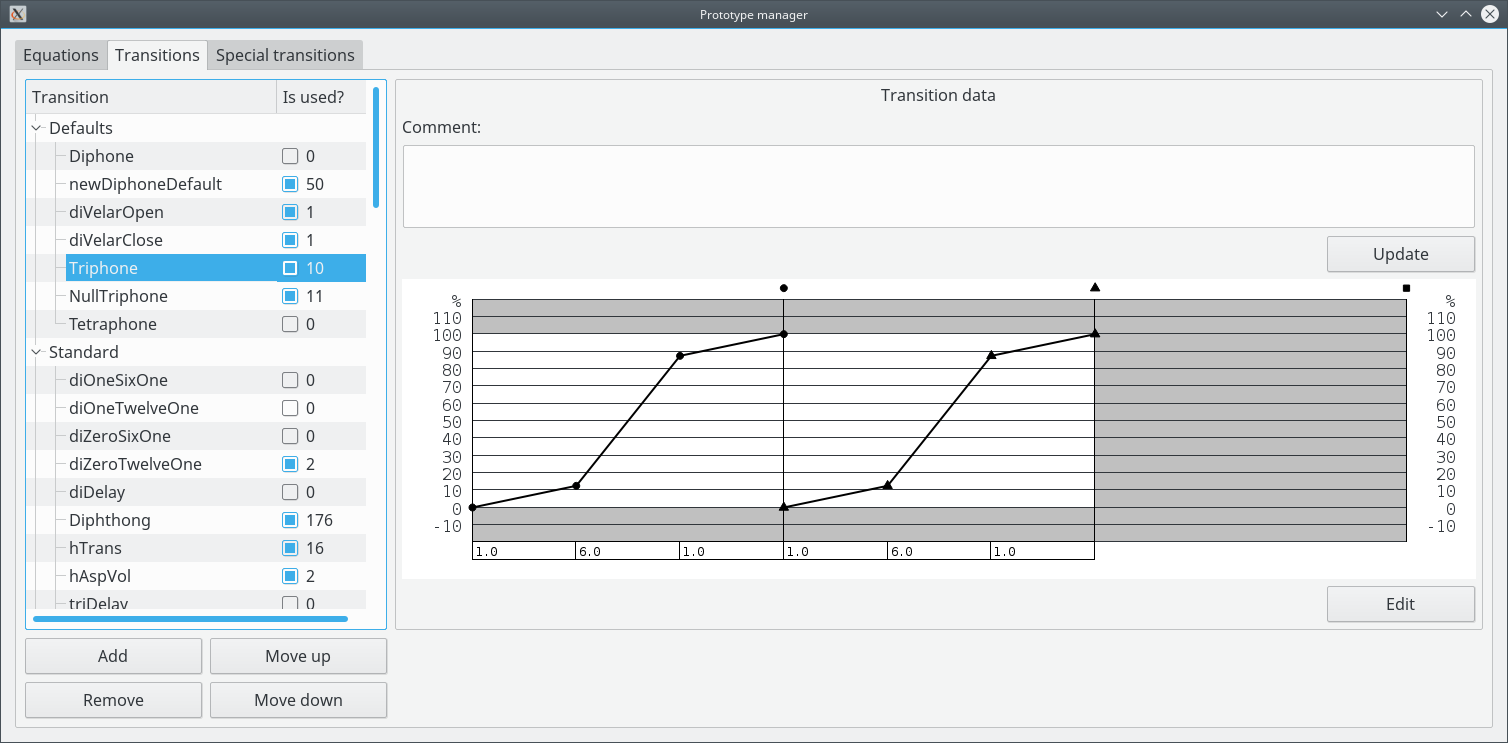 Prototype manager
Equations Transitions Special transitions
Transition Is used?
Defaults
Diphone 0
newDiphoneDefault 50
diVelarOpen 1
diVelarClose 1
Triphone 10
NullTriphone 11
Tetraphone 0
Standard
diOneSixOne 0
diOneTwelveOne 0
diZeroSixOne 0
diZeroTwelveOne 2
diDelay 0
Diphthong 176
hTrans 16
hAspVol 2
triDelay 0
Add Move up
Remove Move down
Transition data
Comment:
Update
% %
110 110
100 100
90 90
80 80
70 70
60 60
50 50
40 40
30 30
20 20
10 10
0 0
-10 -10
1.0 6.0 1.0 1.0 6.0 1.0
Edit